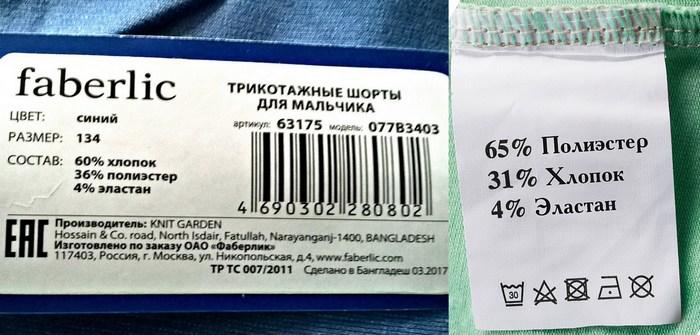 faberlic
ТРИКОТАЖНЫЕ ШОРТЫ
ДЛЯ МАЛЬЧИКА
ЦВЕТ: синий
РАЗМЕР: 134
артикул: 63175 модель: 077B3403
СОСТАВ: 60% хлопок
36% полиэстер
4% эластан
4 690302 280802
EAC
Производитель: KNIT GARDEN
Hossain & Co. road, North Isdair, Fatullah, Narayanganj-1400, BANGLADESH
Изготовлено по заказу ОАО «Фаберлик»
117403, Россия, г. Москва, ул. Никопольская, д.4, www.faberlic.com
ТР ТС 007/2011 Сделано в Бангладеш 03.2017
65% Полиэстер
31% Хлопок
4% Эластан
30